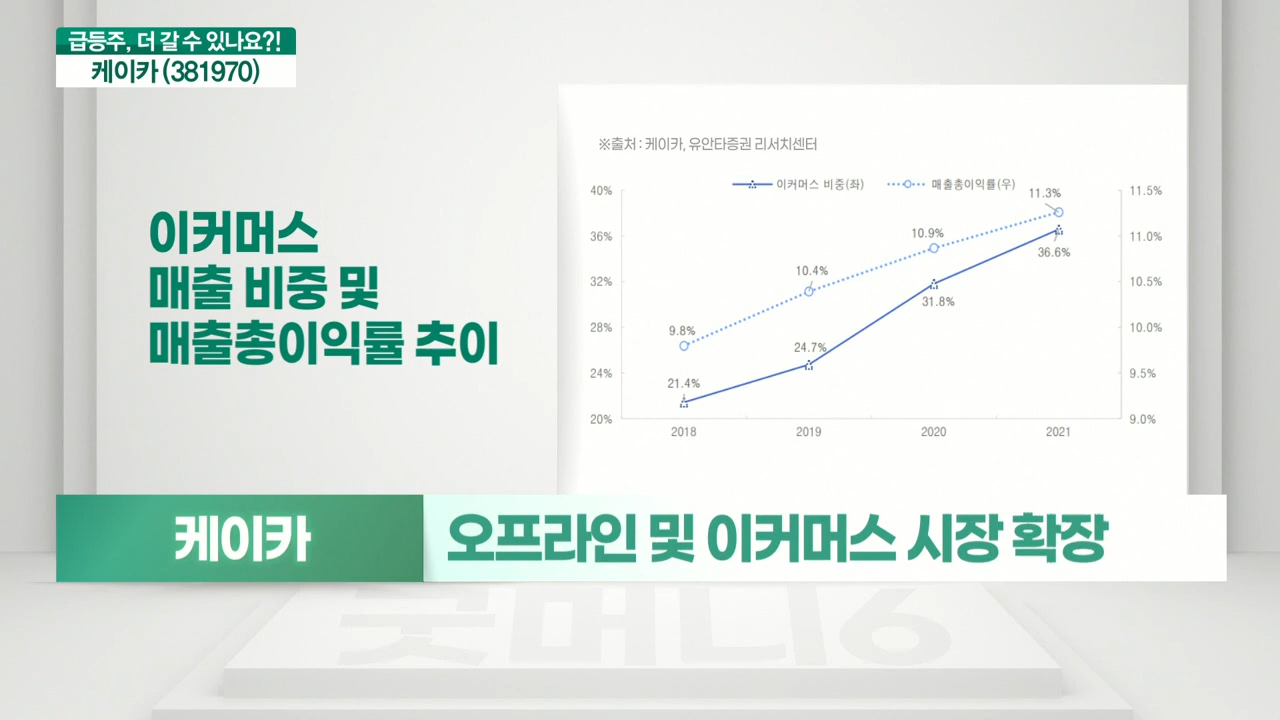 급등주, 더 갈 수 있나요?!
케이카 (381970)
이커머스
매출 비중 및
매출총이익률 추이
※출처 : 케이카, 유안타증권 리서치센터
이커머스 비중(좌) 매출총이익률(우)
40% 11.5%
36% 11.0%
32% 10.5%
28% 10.0%
24% 9.5%
20% 9.0%
9.8% 10.4% 10.9% 11.3%
21.4% 24.7% 31.8% 36.6%
2018 2019 2020 2021
케이카 오프라인 및 이커머스 시장 확장
굿머니6